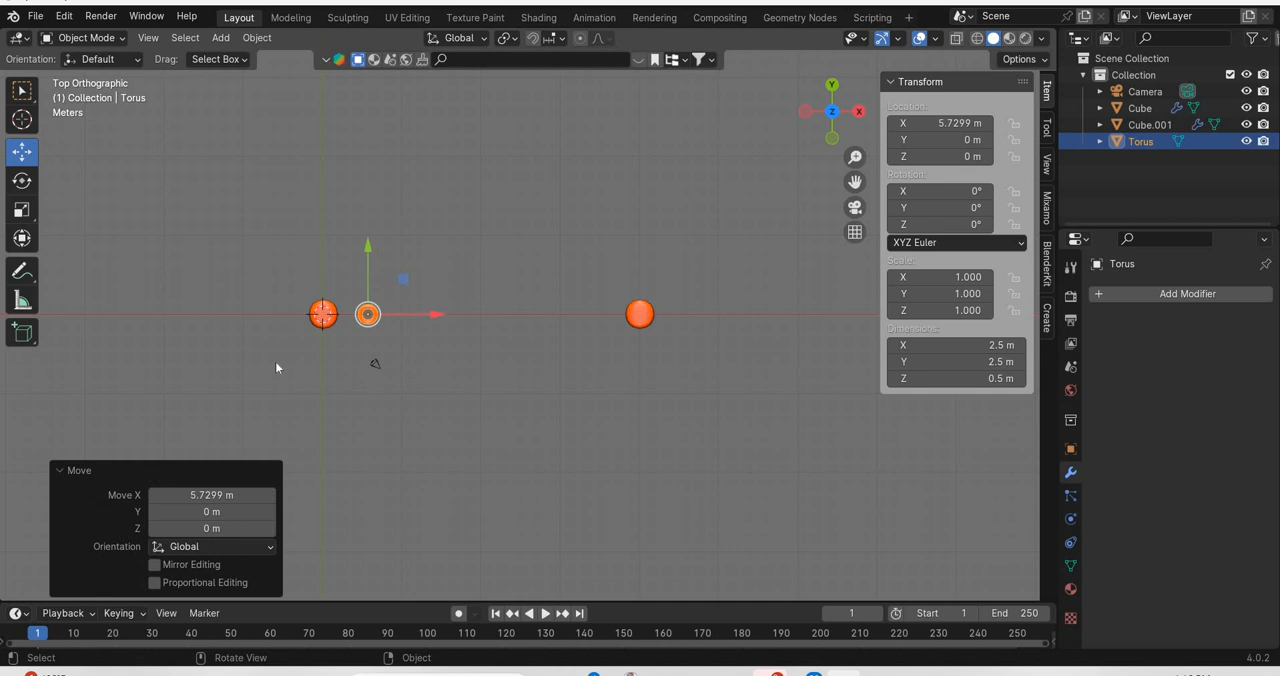 File Edit Render Window Help Layout Modeling Sculpting UV Editing Texture Paint Shading Animation Rendering Compositing Geometry Nodes Scripting + Scene ViewLayer
Object Mode View Select Add Object Global
Orientation: Default Drag: Select Box Options
Top Orthographic
(1) Collection | Torus
Meters
X
Y
Z
Transform
Location:
X 5.7299 m
Y 0 m
Z 0 m
Rotation:
X 0°
Y 0°
Z 0°
XYZ Euler
Scale:
X 1.000
Y 1.000
Z 1.000
Dimensions:
X 2.5 m
Y 2.5 m
Z 0.5 m
Item
Tool
View
Mixamo
BlenderKit
Create
Scene Collection
Collection
Camera
Cube
Cube.001
Torus
Torus
+ Add Modifier
Move
Move X 5.7299 m
Y 0 m
Z 0 m
Orientation Global
Mirror Editing
Proportional Editing
Playback Keying View Marker 1 Start 1 End 250
1 10 20 30 40 50 60 70 80 90 100 110 120 130 140 150 160 170 180 190 200 210 220 230 240 250
Select Rotate View Object 4.0.2